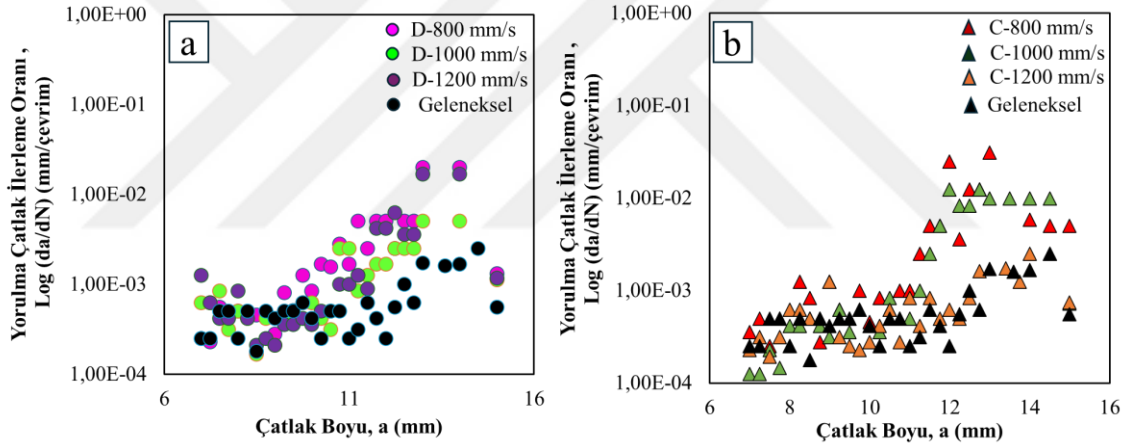 a
1,00E+00
1,00E-01
1,00E-02
1,00E-03
1,00E-04
6
11
16
Çatlak Boyu, a (mm)
Yorulma Çatlak İlerleme Oranı ,
Log (da/dN) (mm/çevrim)
D-800 mm/s
D-1000 mm/s
D-1200 mm/s
Geleneksel
b
1,00E+00
1,00E-01
1,00E-02
1,00E-03
1,00E-04
6
8
10
12
14
16
Çatlak Boyu, a (mm)
Yorulma Çatlak İlerleme Oranı ,
Log (da/dN) (mm/çevrim)
C-800 mm/s
C-1000 mm/s
C-1200 mm/s
Geleneksel